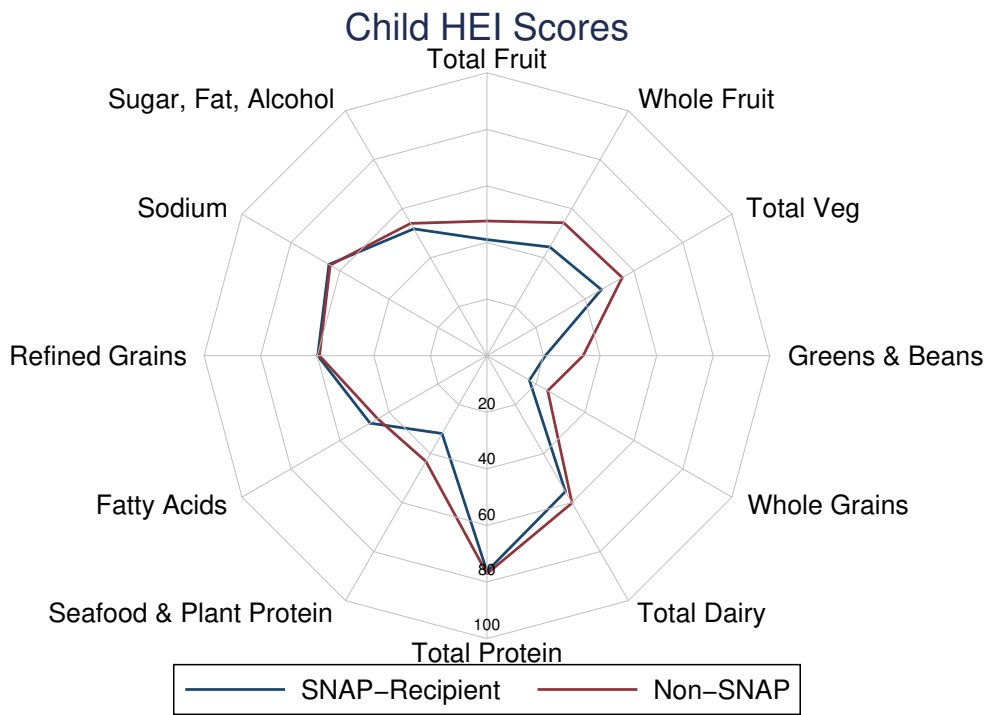 Child HEI Scores
Total Fruit
Sugar, Fat, Alcohol
Whole Fruit
Sodium
Total Veg
Refined Grains
Greens & Beans
20
40
60
80
100
Fatty Acids
Whole Grains
Seafood & Plant Protein
Total Dairy
Total Protein
SNAP−Recipient
Non−SNAP